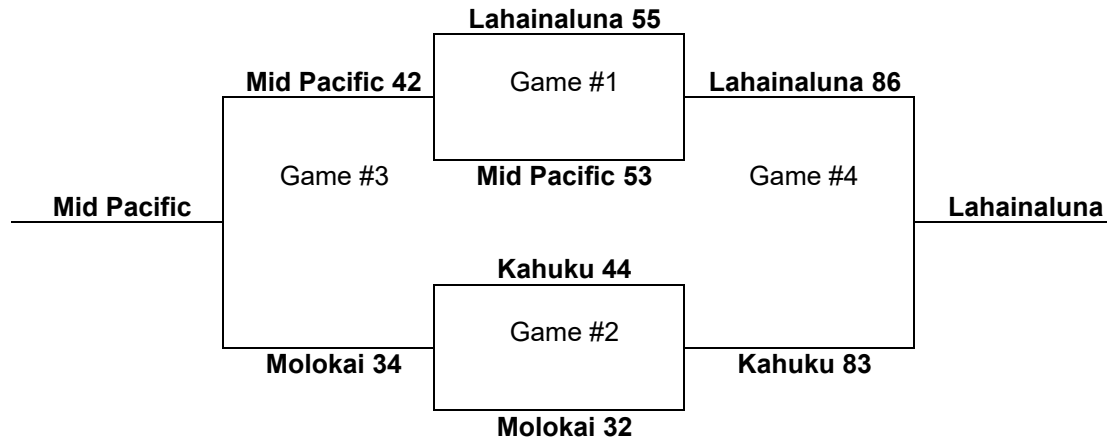 Lahainaluna 55
Mid Pacific 42
Game #1
Lahainaluna 86
Game #3
Mid Pacific 53
Game #4
Mid Pacific
Lahainaluna
Kahuku 44
Game #2
Molokai 34
Kahuku 83
Molokai 32